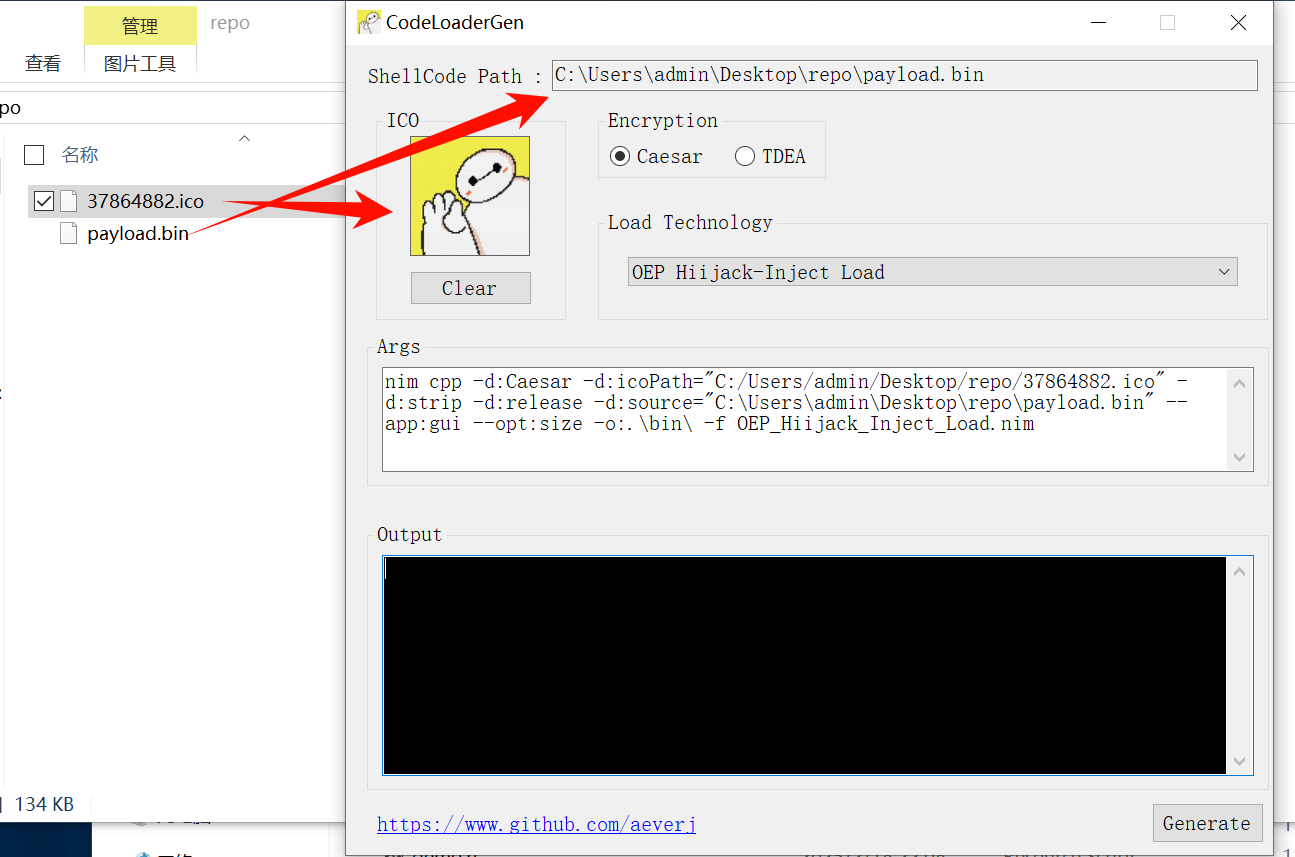 管理
repo
查看
图片工具
po
名称
37864882.ico
payload.bin
134 KB
CodeLoaderGen
ShellCode Path :
C:\Users\admin\Desktop\repo\payload.bin
ICO
Clear
Encryption
Caesar
TDEA
Load Technology
OEP Hiijack-Inject Load
Args
nim cpp -d:Caesar -d:icoPath="C:/Users/admin/Desktop/repo/37864882.ico" -
d:strip -d:release -d:source="C:\Users\admin\Desktop\repo\payload.bin" --
app:gui --opt:size -o:.\bin\ -f OEP_Hiijack_Inject_Load.nim
Output
https://www.github.com/aeverj
Generate